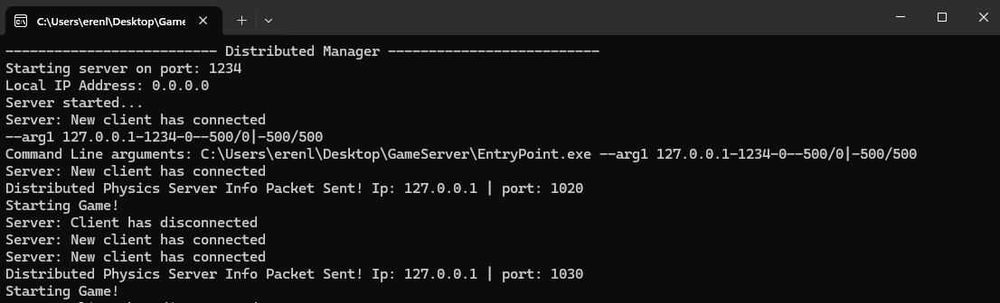 C:\Users\erenl\Desktop\Game
-------------------------- Distributed Manager --------------------------
Starting server on port: 1234
Local IP Address: 0.0.0.0
Server started...
Server: New client has connected
--arg1 127.0.0.1-1234-0--500/0|-500/500
Command Line arguments: C:\Users\erenl\Desktop\GameServer\EntryPoint.exe --arg1 127.0.0.1-1234-0--500/0|-500/500
Server: New client has connected
Distributed Physics Server Info Packet Sent! Ip: 127.0.0.1 | port: 1020
Starting Game!
Server: Client has disconnected
Server: New client has connected
Server: New client has connected
Distributed Physics Server Info Packet Sent! Ip: 127.0.0.1 | port: 1030
Starting Game!